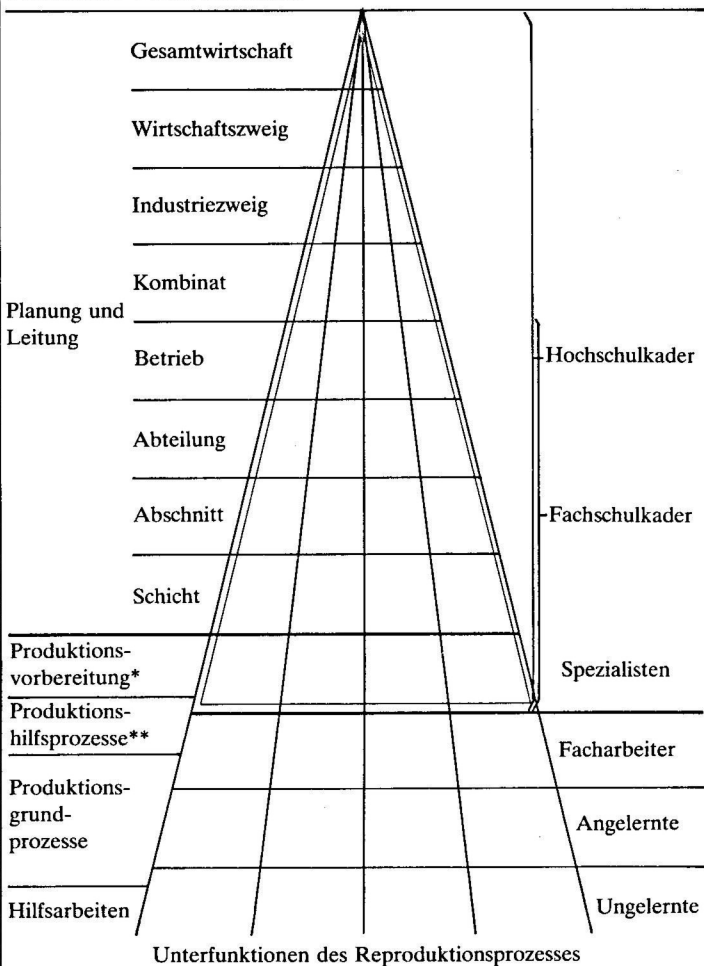 Gesamtwirtschaft
Wirtschaftszweig
Industriezweig
Kombinat
Planung und
Leitung
Betrieb
Hochschulkader
Abteilung
Abschnitt
Fachschulkader
Schicht
Produktions-
vorbereitung*
Spezialisten
Produktions-
hilfsprozesse**
Facharbeiter
Produktions-
grund-
prozesse
Angelernte
Hilfsarbeiten
Ungelernte
Unterfunktionen des Reproduktionsprozesses